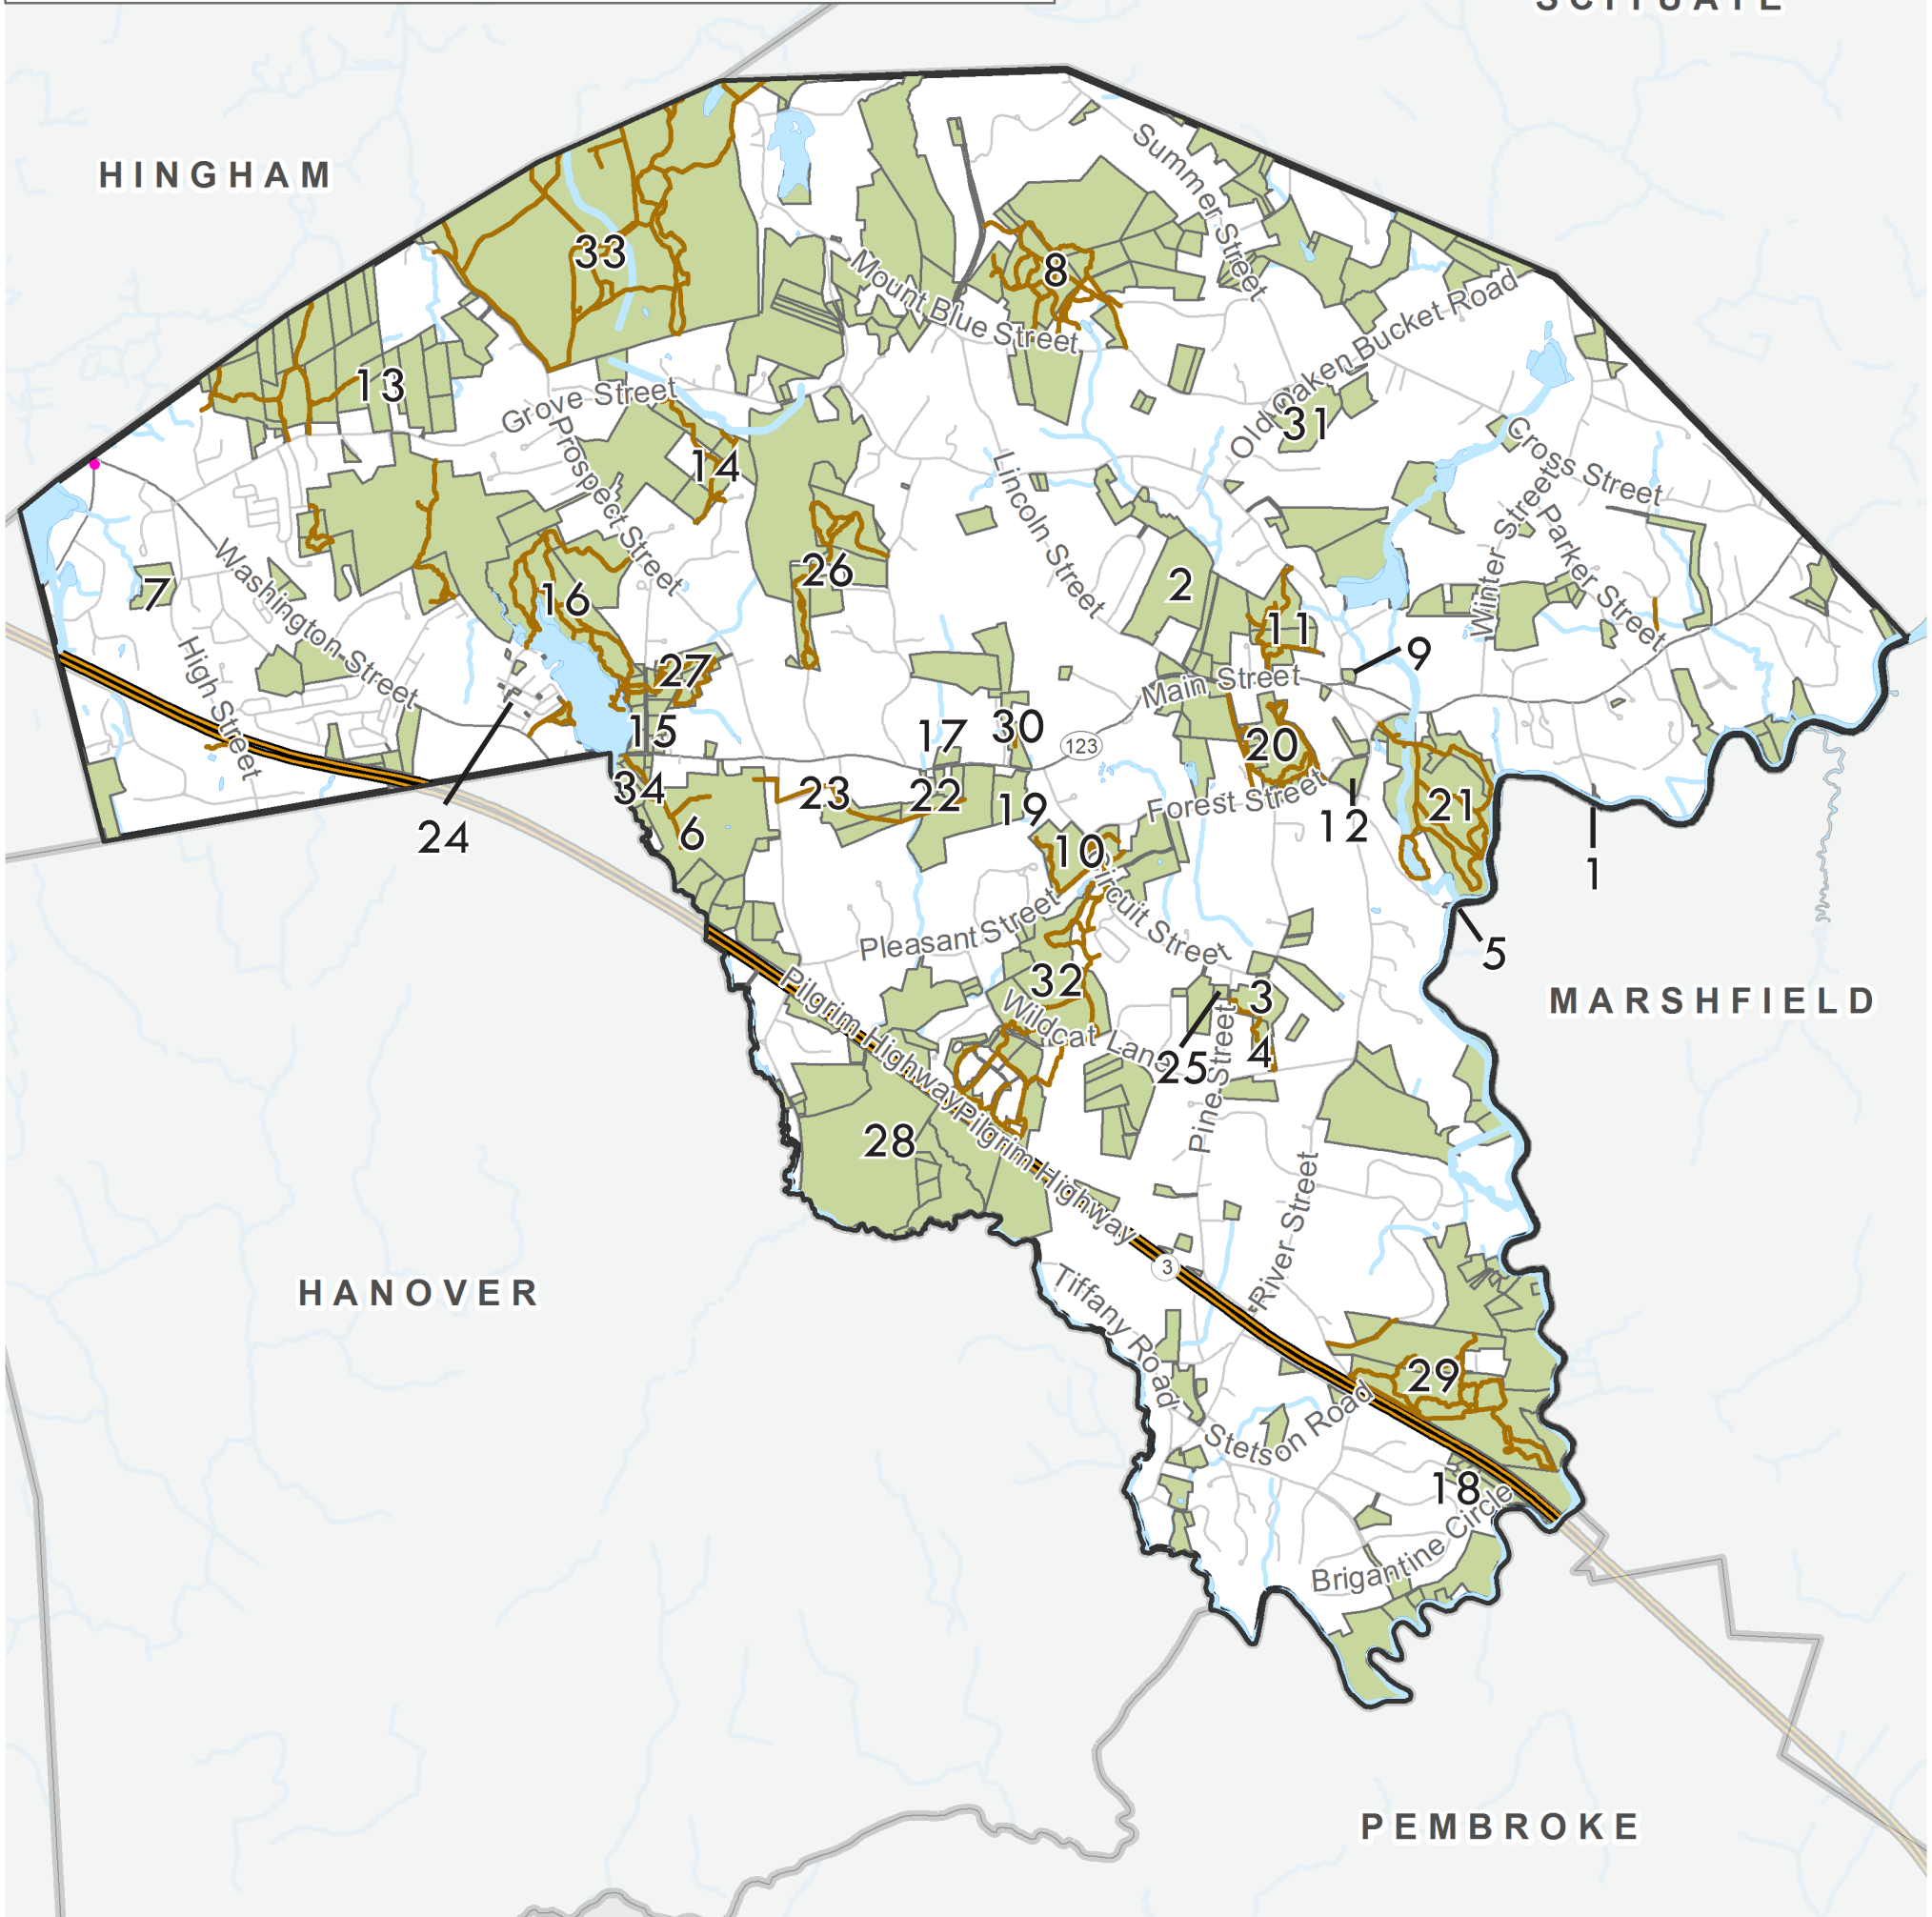 SCITUATE
HINGHAM
Summer Street
33
8
Mount Blue Street
Old Oaken Bucket Road
13
Grove Street
31
Cross Street
14
Prospect Street
Lincoln Street
Winter Street
Parker Street
Washington Street
26
2
7
16
11
9
High Street
27
Main Street
15
17
30
123
20
34
23
22
19
Forest Street
21
24
6
12
10
1
Circuit Street
Pleasant Street
5
32
3
MARSHFIELD
Pilgrim Highway
Wildcat Lane
4
25
Pine Street
28
Pilgrim Highway
River Street
3
HANOVER
Tiffany Road
29
Stetson Road
18
Brigantine Circle
PEMBROKE